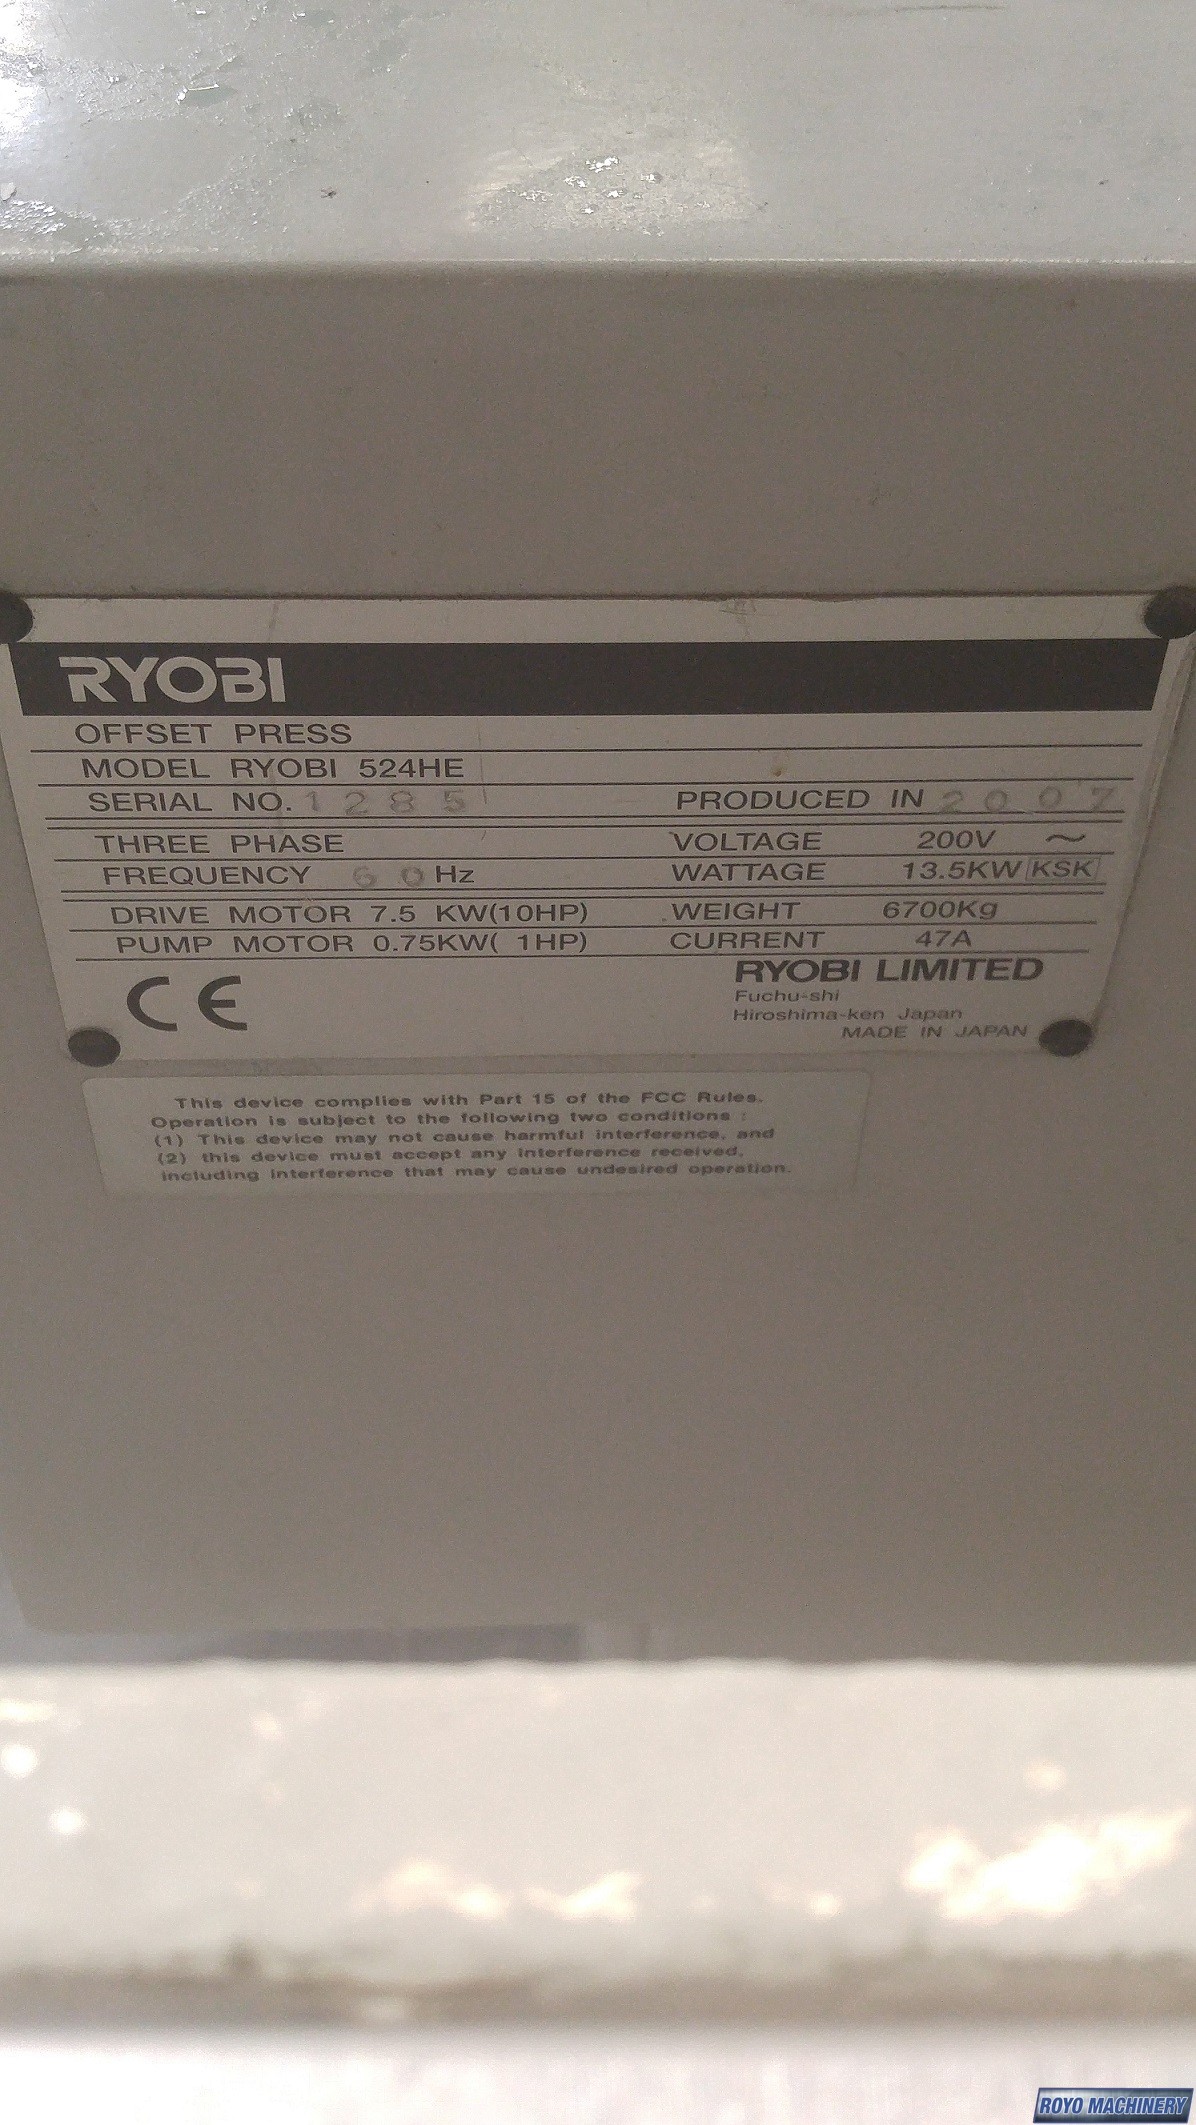 RYOBI
OFFSET PRESS
MODEL RYOBI 524HE
SERIAL NO. 1285 PRODUCED IN 2007
THREE PHASE VOLTAGE 200V ~
FREQUENCY 60 Hz WATTAGE 13.5KW KSK
DRIVE MOTOR 7.5 KW(10HP) WEIGHT 6700Kg
PUMP MOTOR 0.75KW( 1HP) CURRENT 47A
CE
RYOBI LIMITED
Fuchu-shi
Hiroshima-ken Japan
MADE IN JAPAN
This device complies with Part 15 of the FCC Rules.
Operation is subject to the following two conditions :
(1) This device may not cause harmful interference, and
(2) this device must accept any interference received,
including interference that may cause undesired operation.
ROYO MACHINERY